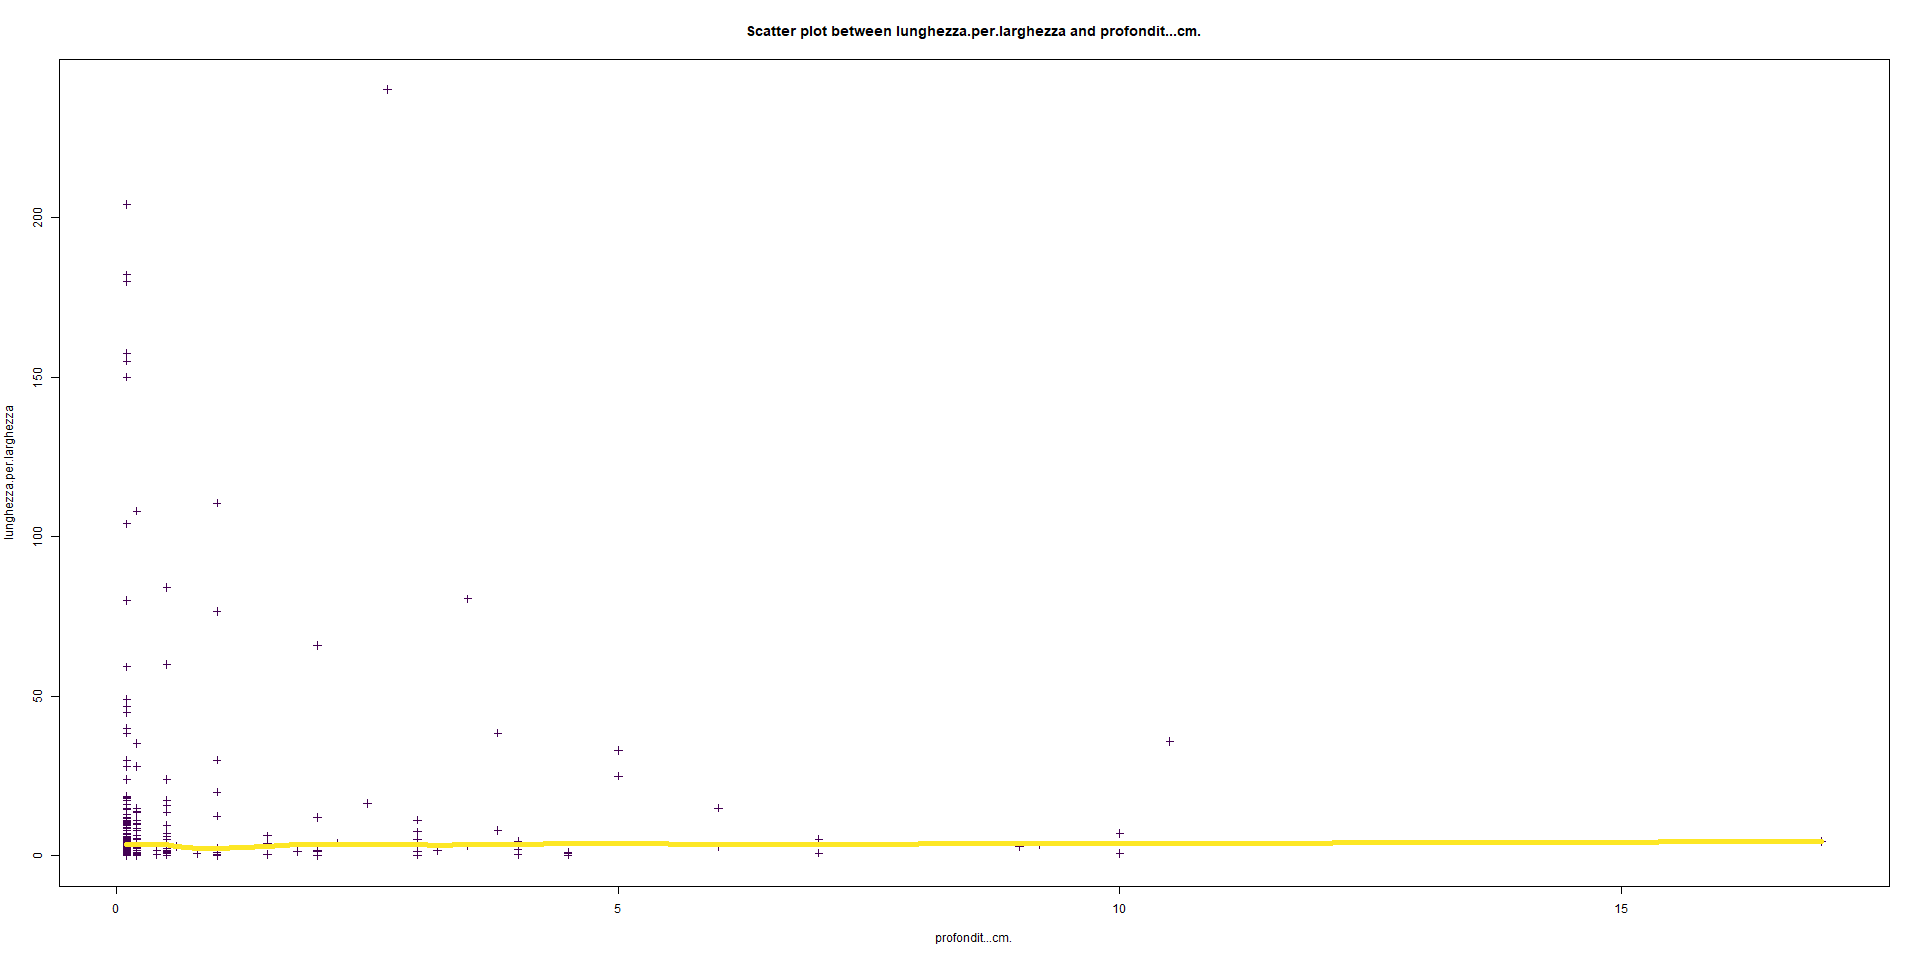 Scatter plot between lunghezza.per.larghezza and profondit...cm.
lunghezza.per.larghezza
200
150
100
50
0
0 5 10 15
profondit...cm.